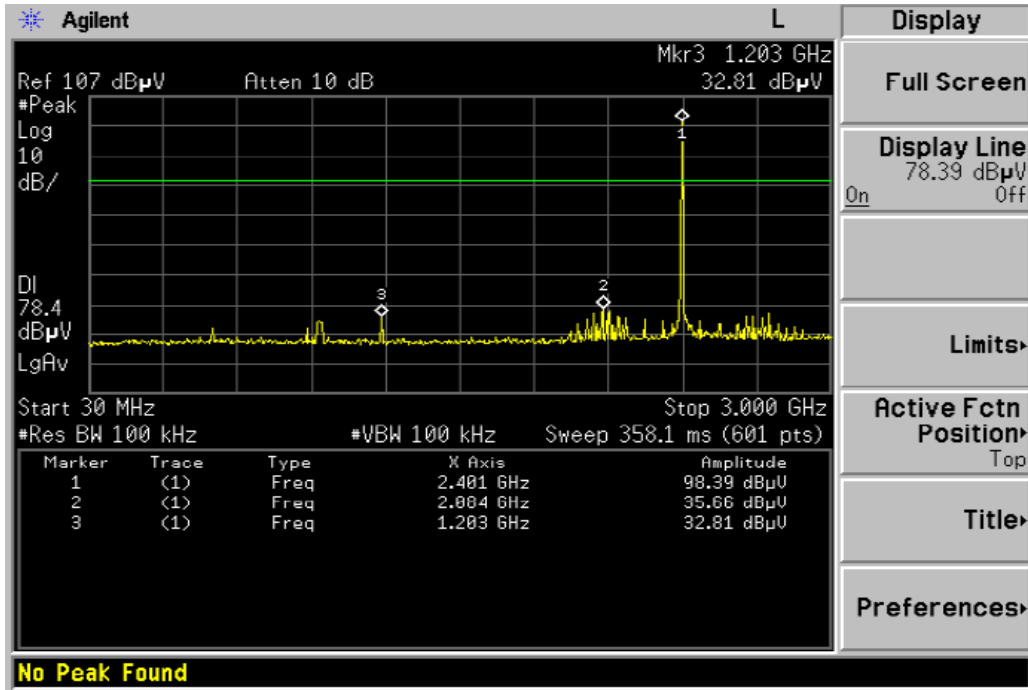 Agilent
L
Display
Mkr3 1.203 GHz
Ref 107 dBµV Atten 10 dB 32.81 dBµV
#Peak
Log
10
dB/
1
2
3
DI
78.4
dBµV
LgAv
Start 30 MHz Stop 3.000 GHz
#Res BW 100 kHz #VBW 100 kHz Sweep 358.1 ms (601 pts)
Marker Trace Type X Axis Amplitude
1 (1) Freq 2.401 GHz 98.39 dBµV
2 (1) Freq 2.084 GHz 35.66 dBµV
3 (1) Freq 1.203 GHz 32.81 dBµV
Full Screen
Display Line
78.39 dBµV
On Off
Limits
Active Fctn
Position
Top
Title
Preferences
No Peak Found